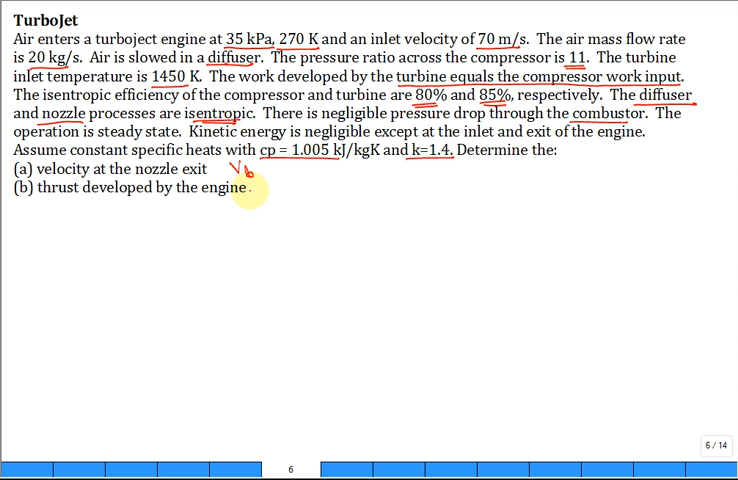 TurboJet
Air enters a turboject engine at 35 kPa, 270 K and an inlet velocity of 70 m/s. The air mass flow rate
is 20 kg/s. Air is slowed in a diffuser. The pressure ratio across the compressor is 11. The turbine
inlet temperature is 1450 K. The work developed by the turbine equals the compressor work input.
The isentropic efficiency of the compressor and turbine are 80% and 85%, respectively. The diffuser
and nozzle processes are isentropic. There is negligible pressure drop through the combustor. The
operation is steady state. Kinetic energy is negligible except at the inlet and exit of the engine.
Assume constant specific heats with cp = 1.005 kJ/kgK and k=1.4. Determine the:
(a) velocity at the nozzle exit V6
(b) thrust developed by the engine.
6 / 14
6